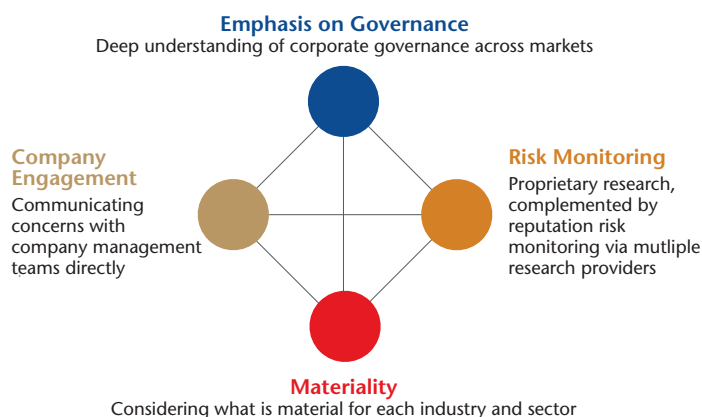 Emphasis on Governance
Deep understanding of corporate governance across markets
Company
Engagement
Communicating
concerns with
company management
teams directly
Risk Monitoring
Proprietary research,
complemented by
reputation risk
monitoring via mutliple
research providers
Materiality
Considering what is material for each industry and sector